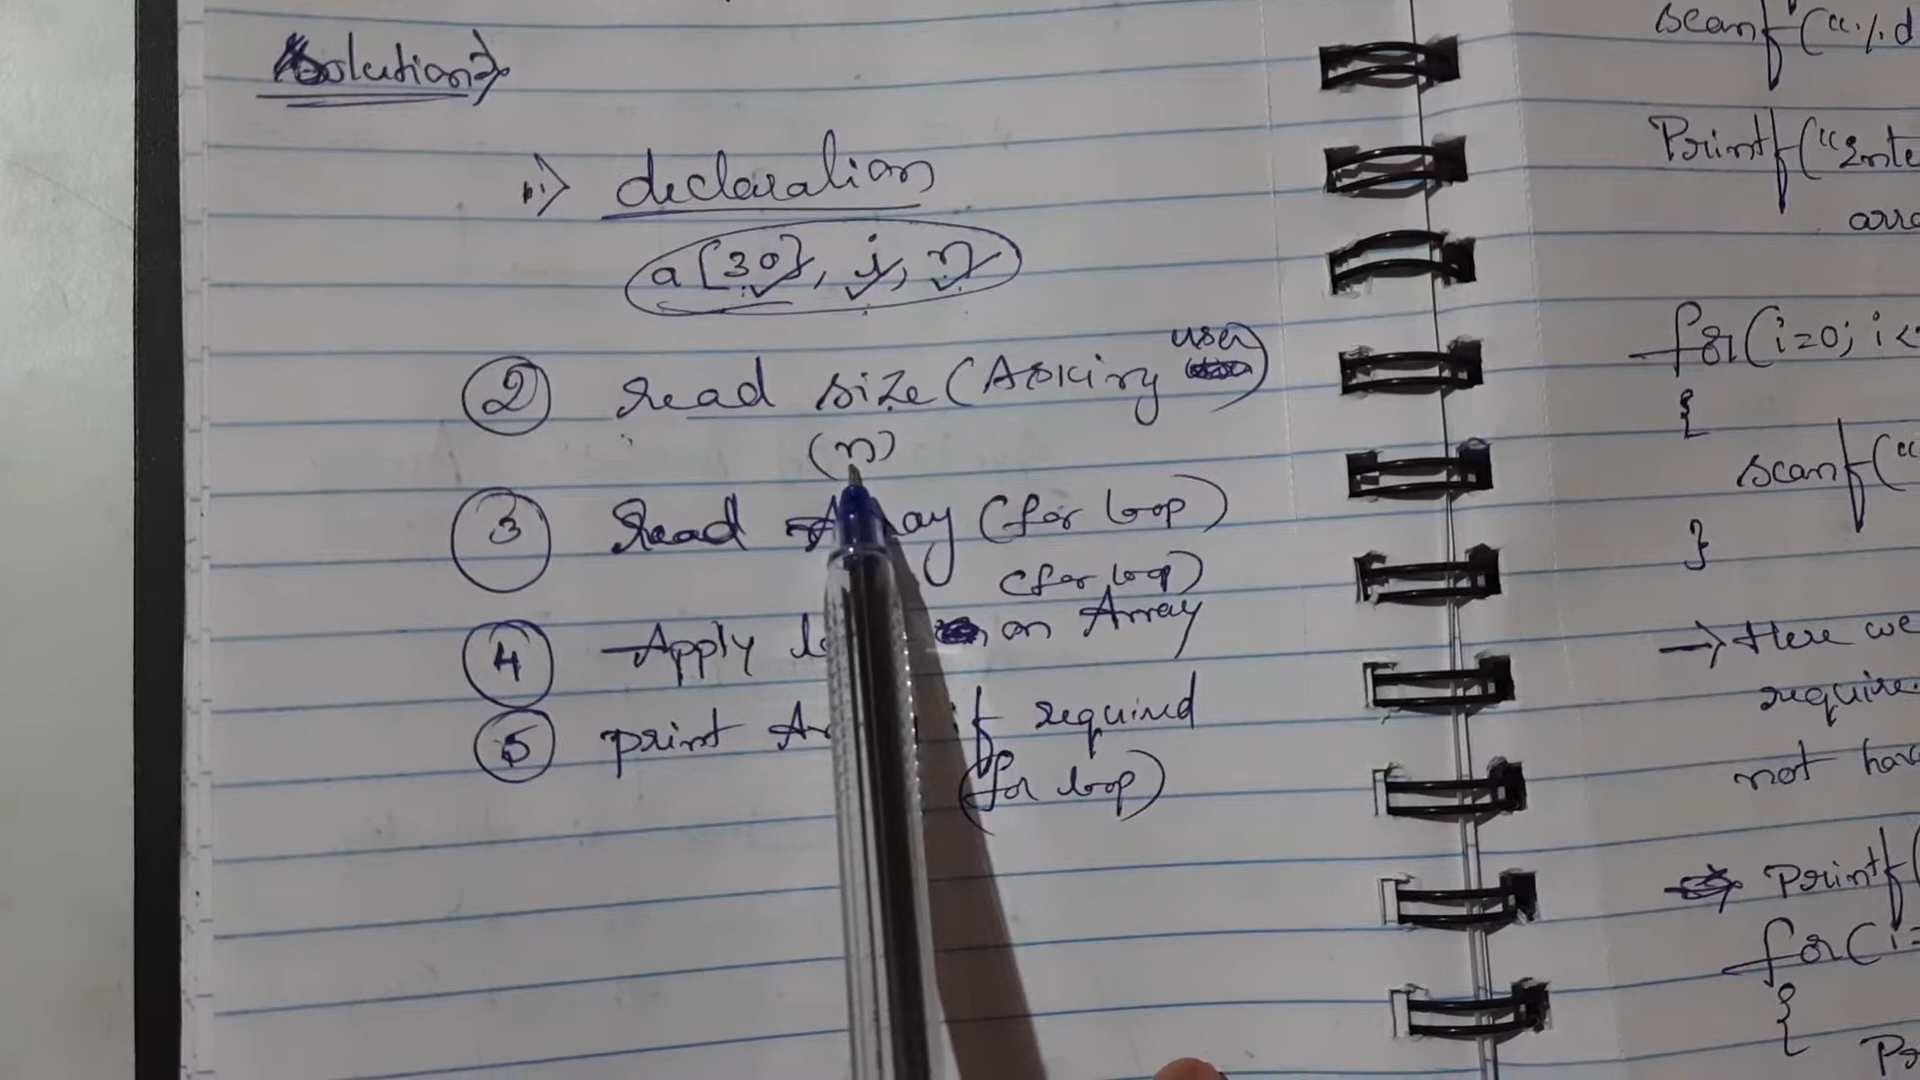 Solution
1) declaration
a[30], i, n
2 Read size (Asking user)
(n)
3 Read Array (for loop)
(for loop)
4 Apply on Array
5 print if required
(for loop)
scanf("%d
Printf("Ente
arra
for(i=0; i<
{
scanf("
}
→ Here we
require
not hav
Printf(
for(i=
{
Pr